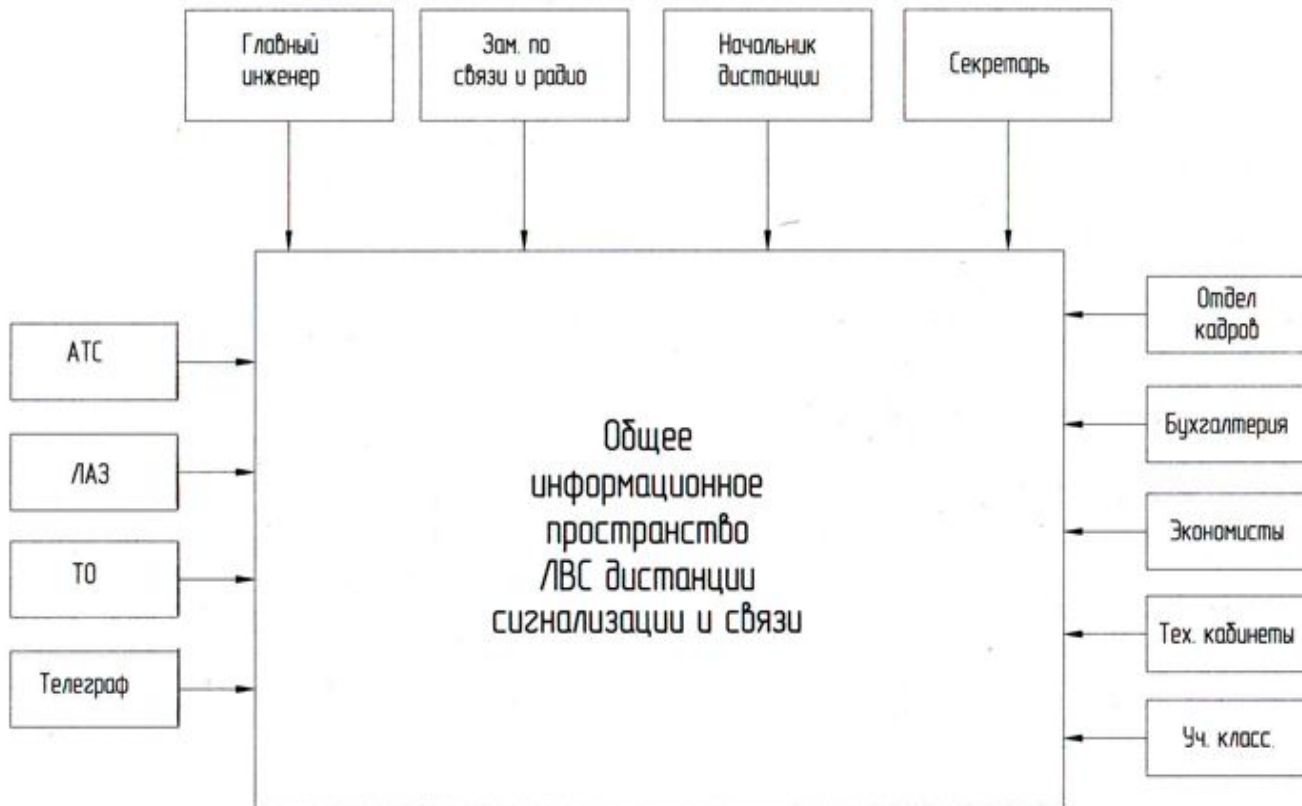 Главный
инженер
Зам. по
связи и радио
Начальник
дистанции
Секретарь
АТС
ЛАЗ
ТО
Телеграф
Общее
информационное
пространство
ЛВС дистанции
сигнализации и связи
Отдел
кадров
Бухгалтерия
Экономисты
Тех. кабинеты
Уч. класс.